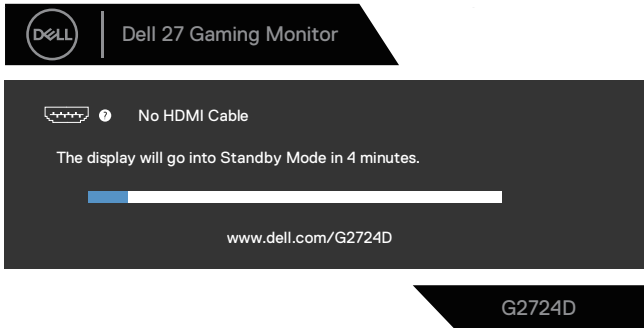 DELL
Dell 27 Gaming Monitor
? No HDMI Cable
The display will go into Standby Mode in 4 minutes.
www.dell.com/G2724D
G2724D